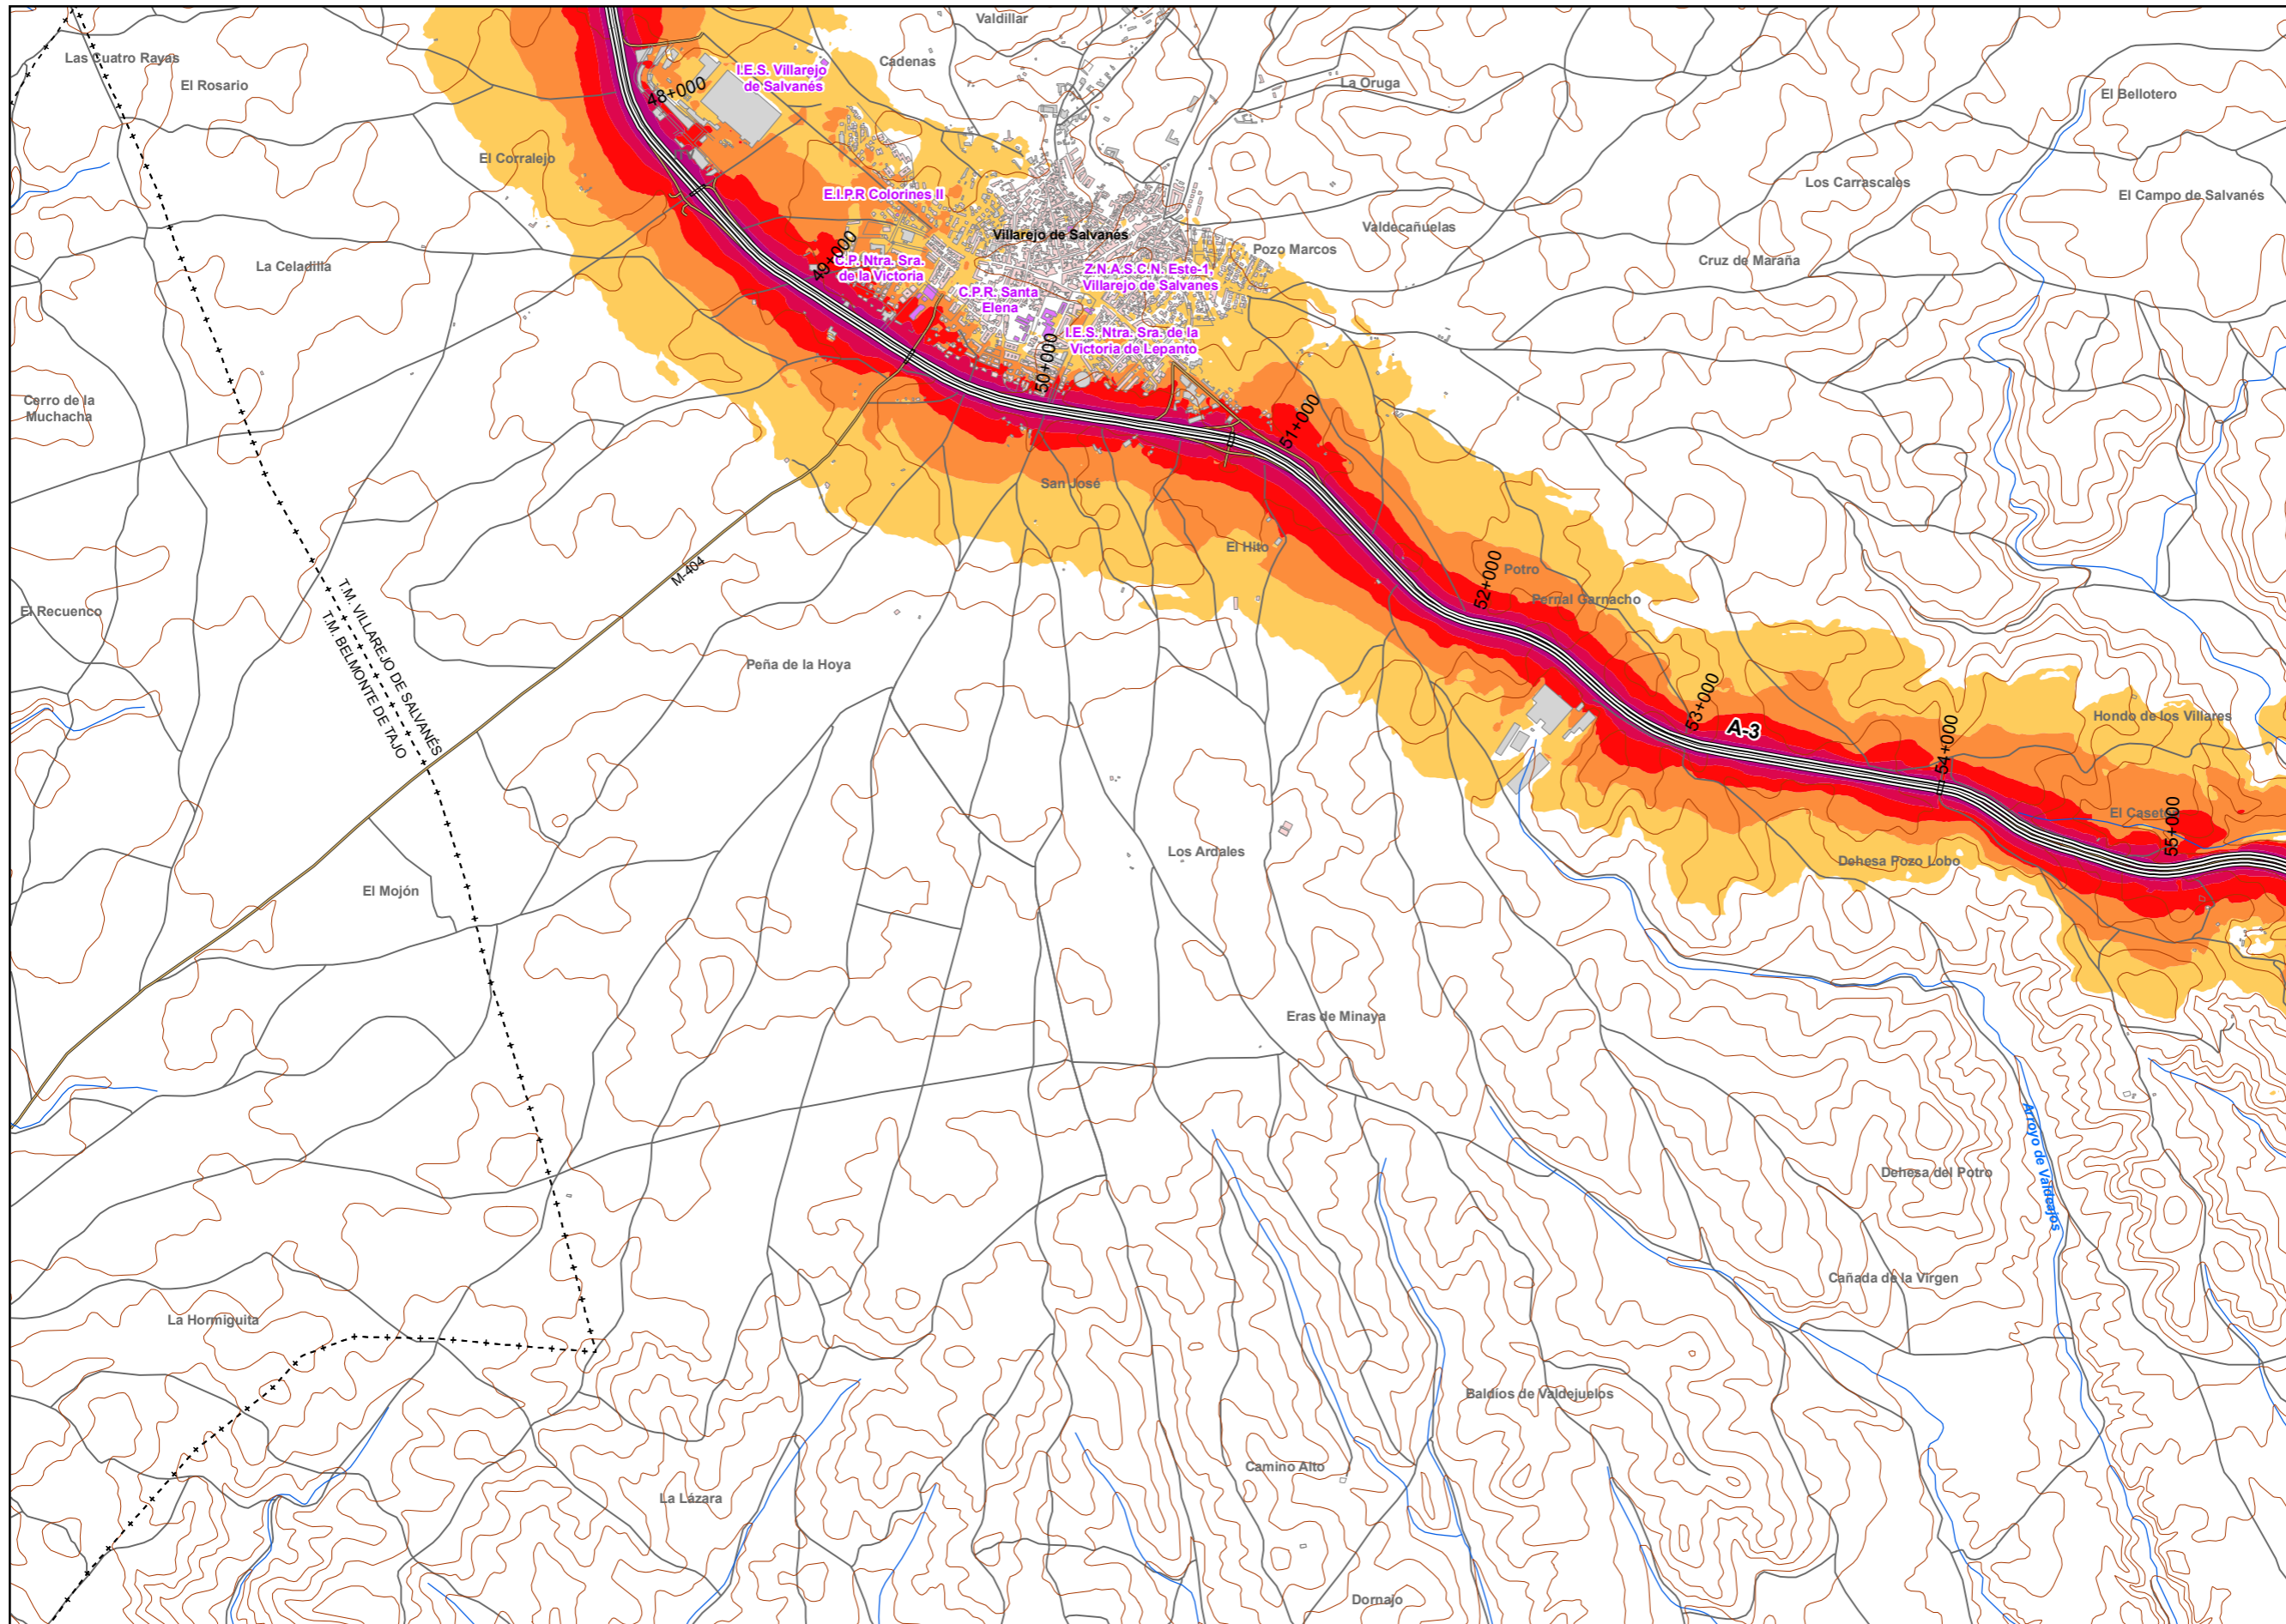 Valdillar
Las Cuatro Rayas
El Rosario
48+000
I.E.S. Villarejo
de Salvanés
Cadenas
La Oruga
El Bellotero
El Corralejo
E.I.P.R Colorines II
Los Carrascales
El Campo de Salvanés
Villarejo de Salvanés
Valdecañuelas
Pozo Marcos
Cruz de Maraña
La Celadilla
49+000
C.P. Ntra. Sra.
de la Victoria
Z.N.A.S.C.N. Este-1,
Villarejo de Salvanes
C.P.R. Santa
Elena
I.E.S. Ntra. Sra. de la
Victoria de Lepanto
50+000
Cerro de la
Muchacha
51+000
San José
El Hito
M-404
52+000
Potro
Pernal Garnacho
El Recuenco
T.M. VILLAREJO DE SALVANÉS
T.M. BELMONTE DE TAJO
Peña de la Hoya
53+000
A-3
54+000
Hondo de los Villares
El Caseto
55+000
Los Ardales
Dehesa Pozo Lobo
El Mojón
Eras de Minaya
Arroyo de Valdepajos
Dehesa del Potro
Cañada de la Virgen
La Hormiguita
Baldíos de Valdejuelos
Camino Alto
La Lázara
Dornajo